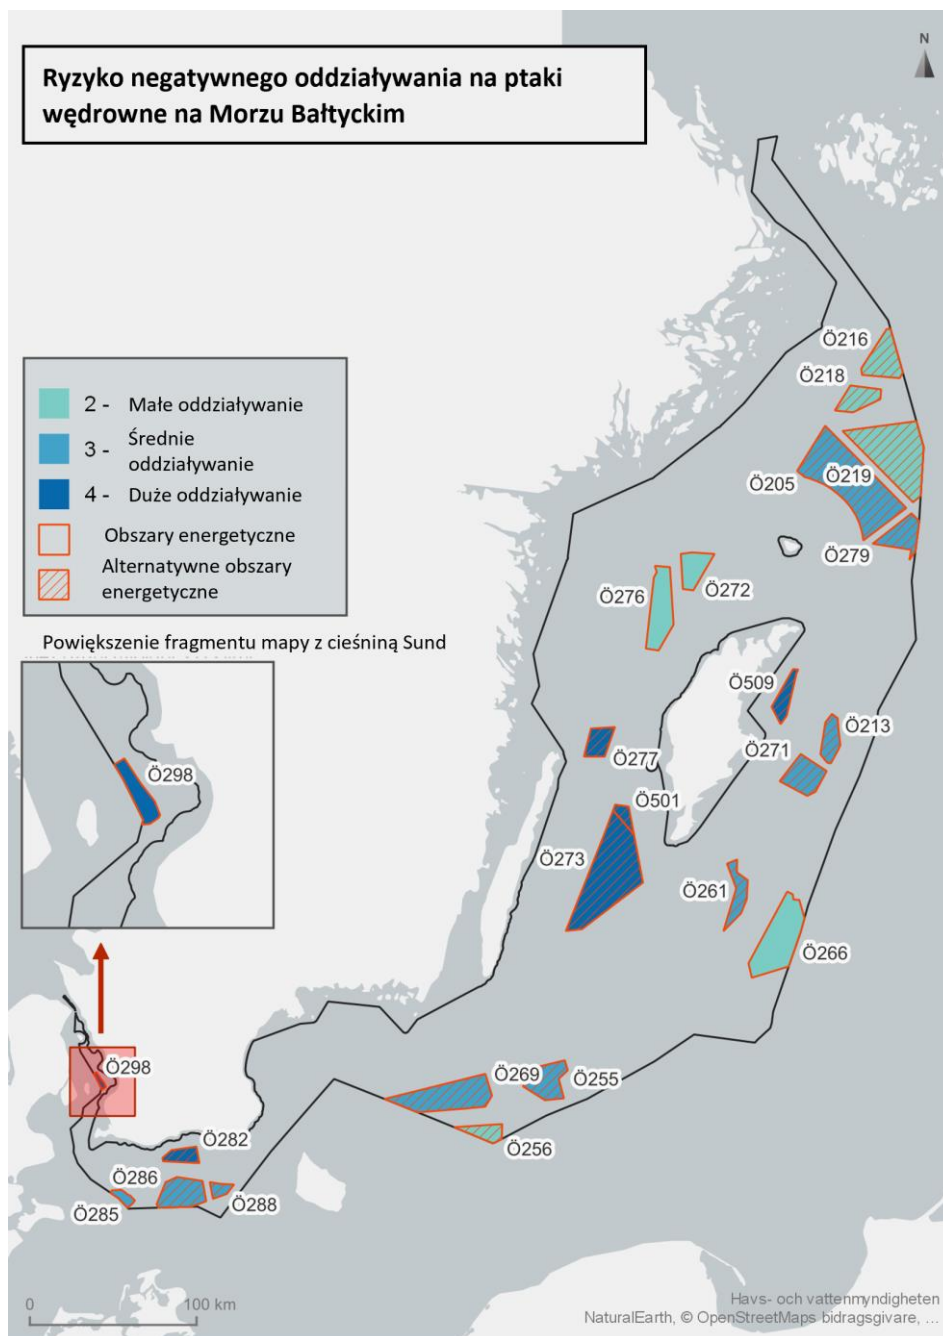 N
Ryzyko negatywnego oddziaływania na ptaki
wędrowne na Morzu Bałtyckim
2 - Małe oddziaływanie
3 - Średnie
oddziaływanie
4 - Duże oddziaływanie
Obszary energetyczne
Alternatywne obszary
energetyczne
Powiększenie fragmentu mapy z cieśniną Sund
Ö298
Ö216
Ö218
Ö219
Ö205
Ö279
Ö272
Ö276
Ö509
Ö213
Ö271
Ö277
Ö501
Ö273
Ö261
Ö266
Ö298
Ö269
Ö255
Ö282
Ö256
Ö286
Ö288
Ö285
0 100 km
Havs- och vattenmyndigheten
NaturalEarth, © OpenStreetMaps bidragsgivare, ...